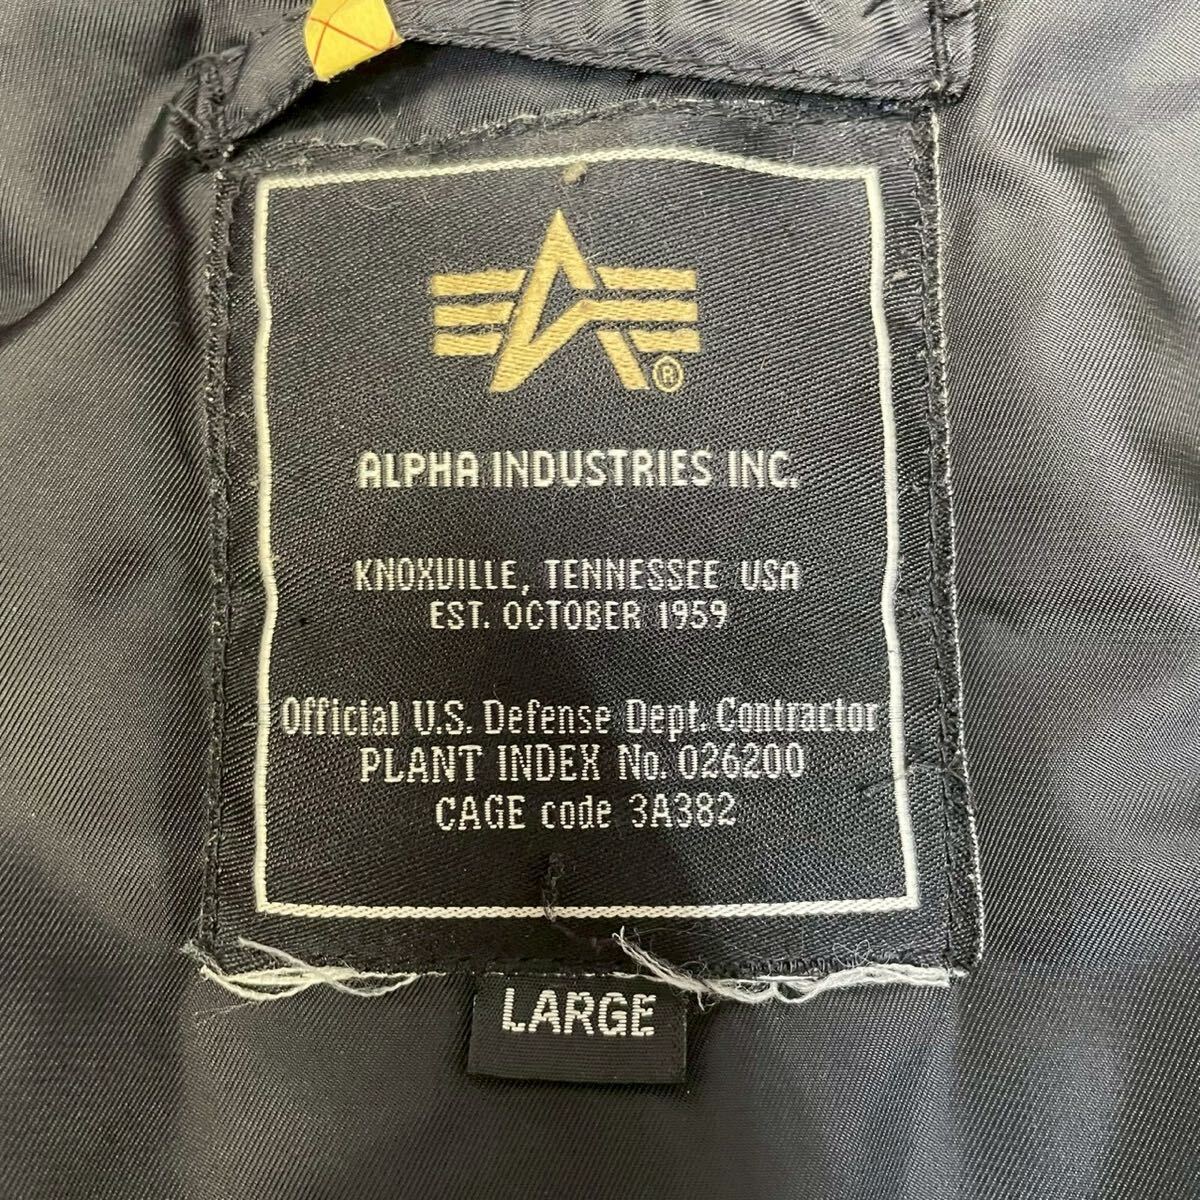 ®
ALPHA INDUSTRIES INC.
KNOXVILLE, TENNESSEE USA
EST. OCTOBER 1959
Official U.S. Defense Dept. Contractor
PLANT INDEX No. 026200
CAGE code 3A382
LARGE